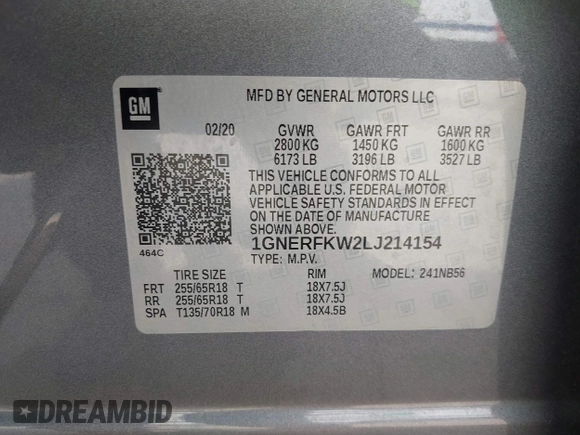 GM
MFD BY GENERAL MOTORS LLC
02/20 GVWR GAWR FRT GAWR RR
2800 KG 1450 KG 1600 KG
6173 LB 3196 LB 3527 LB
THIS VEHICLE CONFORMS TO ALL
APPLICABLE U.S. FEDERAL MOTOR
VEHICLE SAFETY STANDARDS IN EFFECT
ON THE DATE OF MANUFACTURE
SHOWN ABOVE.
1GNERFKW2LJ214154
464C
TYPE: M.P.V. MODEL: 241NB56
TIRE SIZE RIM
FRT 255/65R18 T 18X7.5J
RR 255/65R18 T 18X7.5J
SPA T135/70R18 M 18X4.5B
DREAMBID